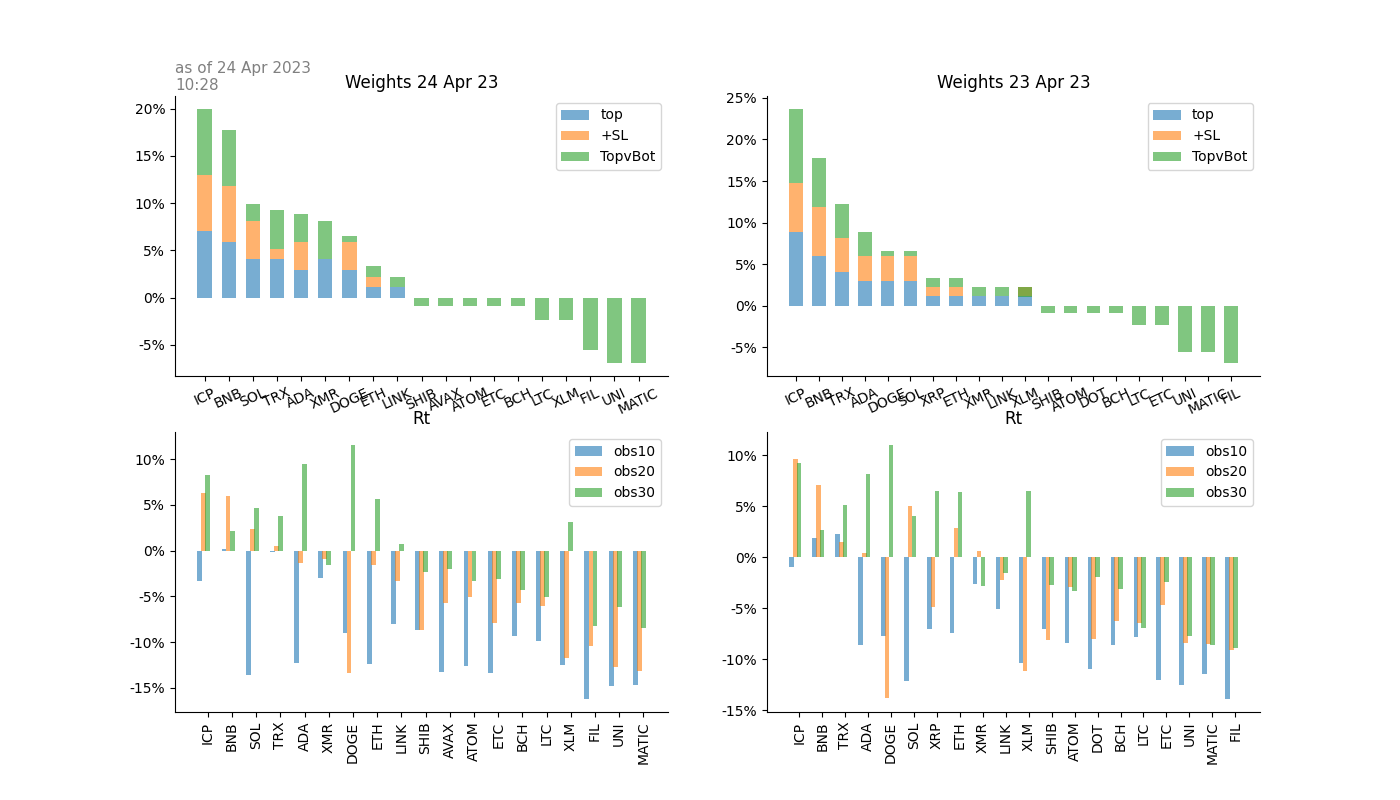 as of 24 Apr 2023
10:28
Weights 24 Apr 23
20%
15%
10%
5%
0%
-5%
top
+SL
TopvBot
ICP BNB SOL TRX ADA XMR DOGE ETH LINK SHIB AVAX ATOM ETC BCH LTC XLM FIL UNI MATIC
Weights 23 Apr 23
25%
20%
15%
10%
5%
0%
-5%
top
+SL
TopvBot
ICP BNB TRX ADA DOGE SOL XRP ETH XMR LINK XLM SHIB ATOM DOT BCH LTC ETC UNI MATIC FIL
Rt
10%
5%
0%
-5%
-10%
-15%
obs10
obs20
obs30
ICP BNB SOL TRX ADA XMR DOGE ETH LINK SHIB AVAX ATOM ETC BCH LTC XLM FIL UNI MATIC
Rt
10%
5%
0%
-5%
-10%
-15%
obs10
obs20
obs30
ICP BNB TRX ADA DOGE SOL XRP ETH XMR LINK XLM SHIB ATOM DOT BCH LTC ETC UNI MATIC FIL